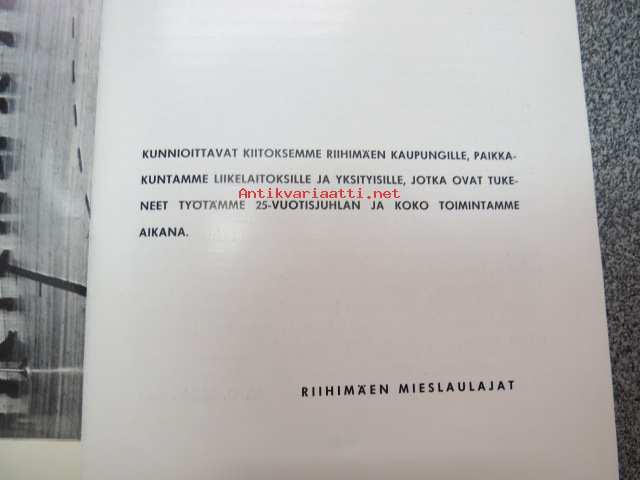 KUNNIOITTAVAT KIITOKSEMME RIIHIMÄEN KAUPUNGILLE, PAIKKA-
KUNTAMME LIIKELAITOKSILLE JA YKSITYISILLE, JOTKA OVAT TUKE-
Antikvariaatti.net
NEET TYÖTÄMME 25-VUOTISJUHLAN JA KOKO TOIMINTAMME
AIKANA.
RIIHIMÄEN MIESLAULAJAT